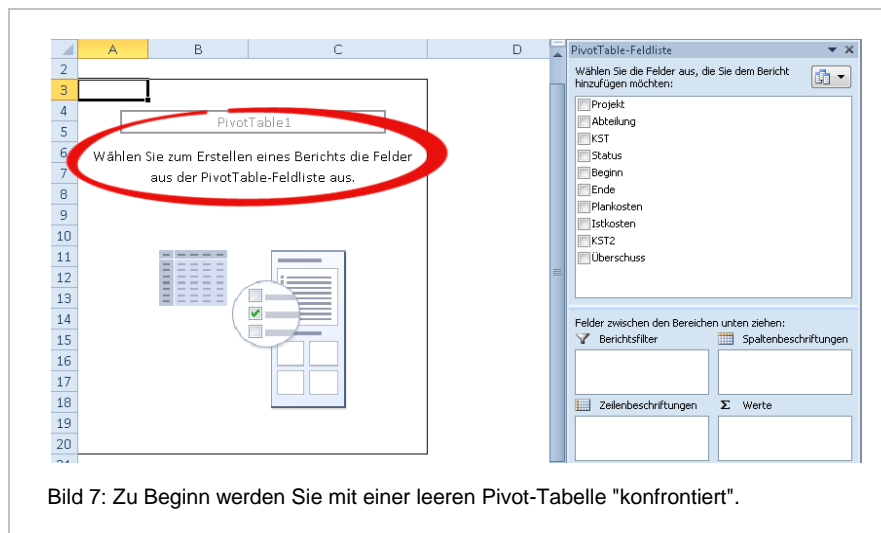 A B C D
2
3
4
5
6
7
8
9
10
11
12
13
14
15
16
17
18
19
20
PivotTable1
Wählen Sie zum Erstellen eines Berichts die Felder
aus der PivotTable-Feldliste aus.
PivotTable-Feldliste
Wählen Sie die Felder aus, die Sie dem Bericht
hinzufügen möchten:
Projekt
Abteilung
KST
Status
Beginn
Ende
Plankosten
Istkosten
KST2
Überschuss
Felder zwischen den Bereichen unten ziehen:
Berichtsfilter
Spaltenbeschriftungen
Zeilenbeschriftungen
Σ Werte
Bild 7: Zu Beginn werden Sie mit einer leeren Pivot-Tabelle "konfrontiert".